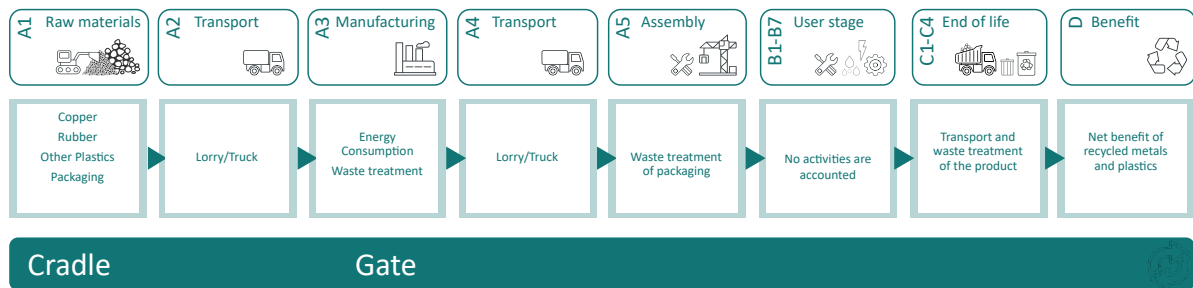 A1
Raw materials
A2
Transport
A3
Manufacturing
A4
Transport
A5
Assembly
B1-B7
User stage
C1-C4
End of life
D
Benefit
Copper
Rubber
Other Plastics
Packaging
Lorry/Truck
Energy
Consumption
Waste treatment
Lorry/Truck
Waste treatment
of packaging
No activities are
accounted
Transport and
waste treatment
of the product
Net benefit of
recycled metals
and plastics
Cradle
Gate